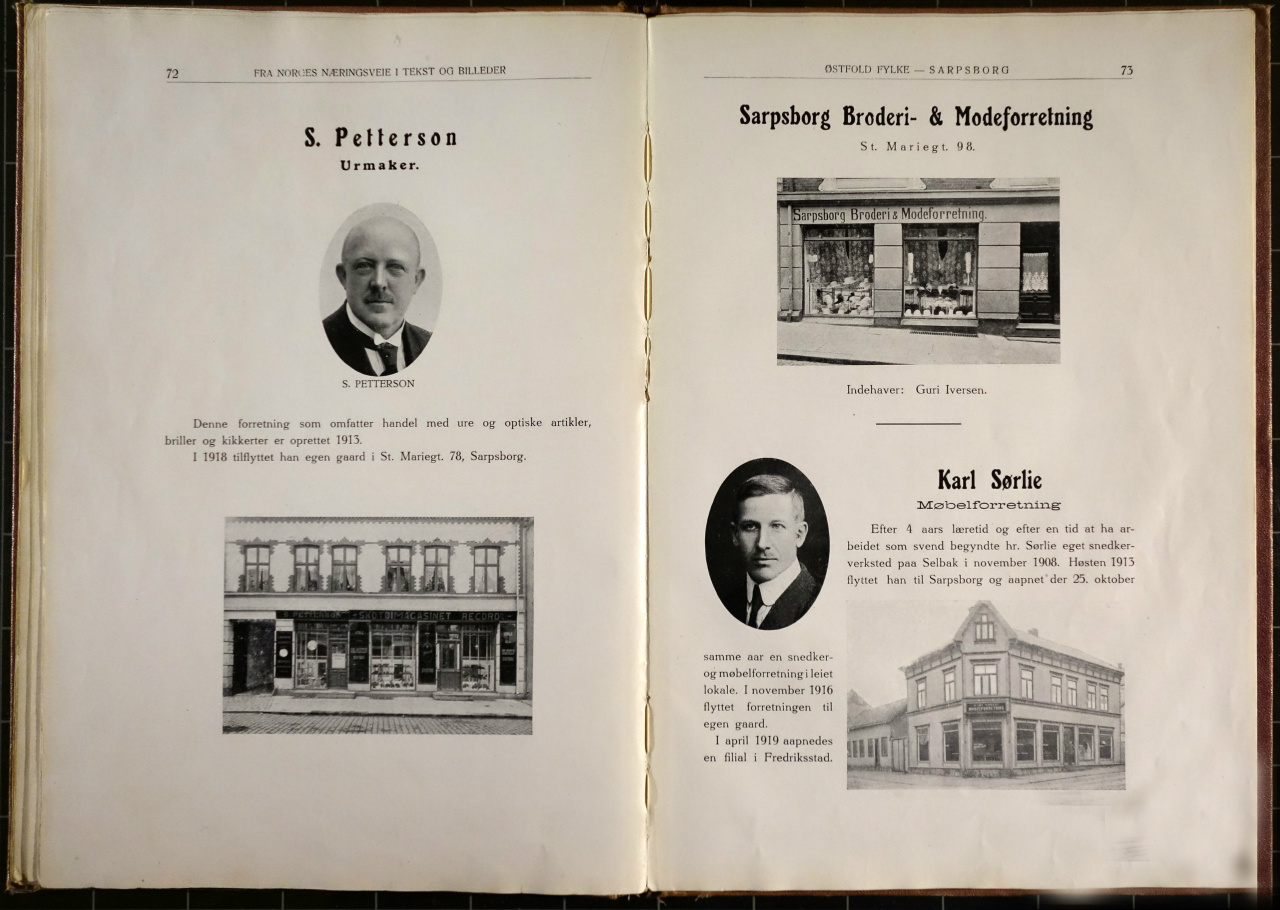 72
FRA NORGES NÆRINGSVEIE I TEKST OG BILLEDER
S. Petterson
Urmaker.
S. PETTERSON
Denne forretning som omfatter handel med ure og optiske artikler,
briller og kikkerter er oprettet 1913.
I 1918 tilflyttet han egen gaard i St. Mariegt. 78, Sarpsborg.
S. PETTERSON SKOTØIMAGASINET RECORD
ØSTFOLD FYLKE — SARPSBORG
73
Sarpsborg Broderi- & Modeforretning
St. Mariegt. 98.
Sarpsborg Broderi & Modeforretning.
Indehaver: Guri Iversen.
Karl Sørlie
Møbelforretning
Efter 4 aars læretid og efter en tid at ha ar-
beidet som svend begyndte hr. Sørlie eget snedker-
verksted paa Selbak i november 1908. Høsten 1913
flyttet han til Sarpsborg og aapnet der 25. oktober
samme aar en snedker-
og møbelforretning i leiet
lokale. I november 1916
flyttet forretningen til
egen gaard.
I april 1919 aapnedes
en filial i Fredriksstad.